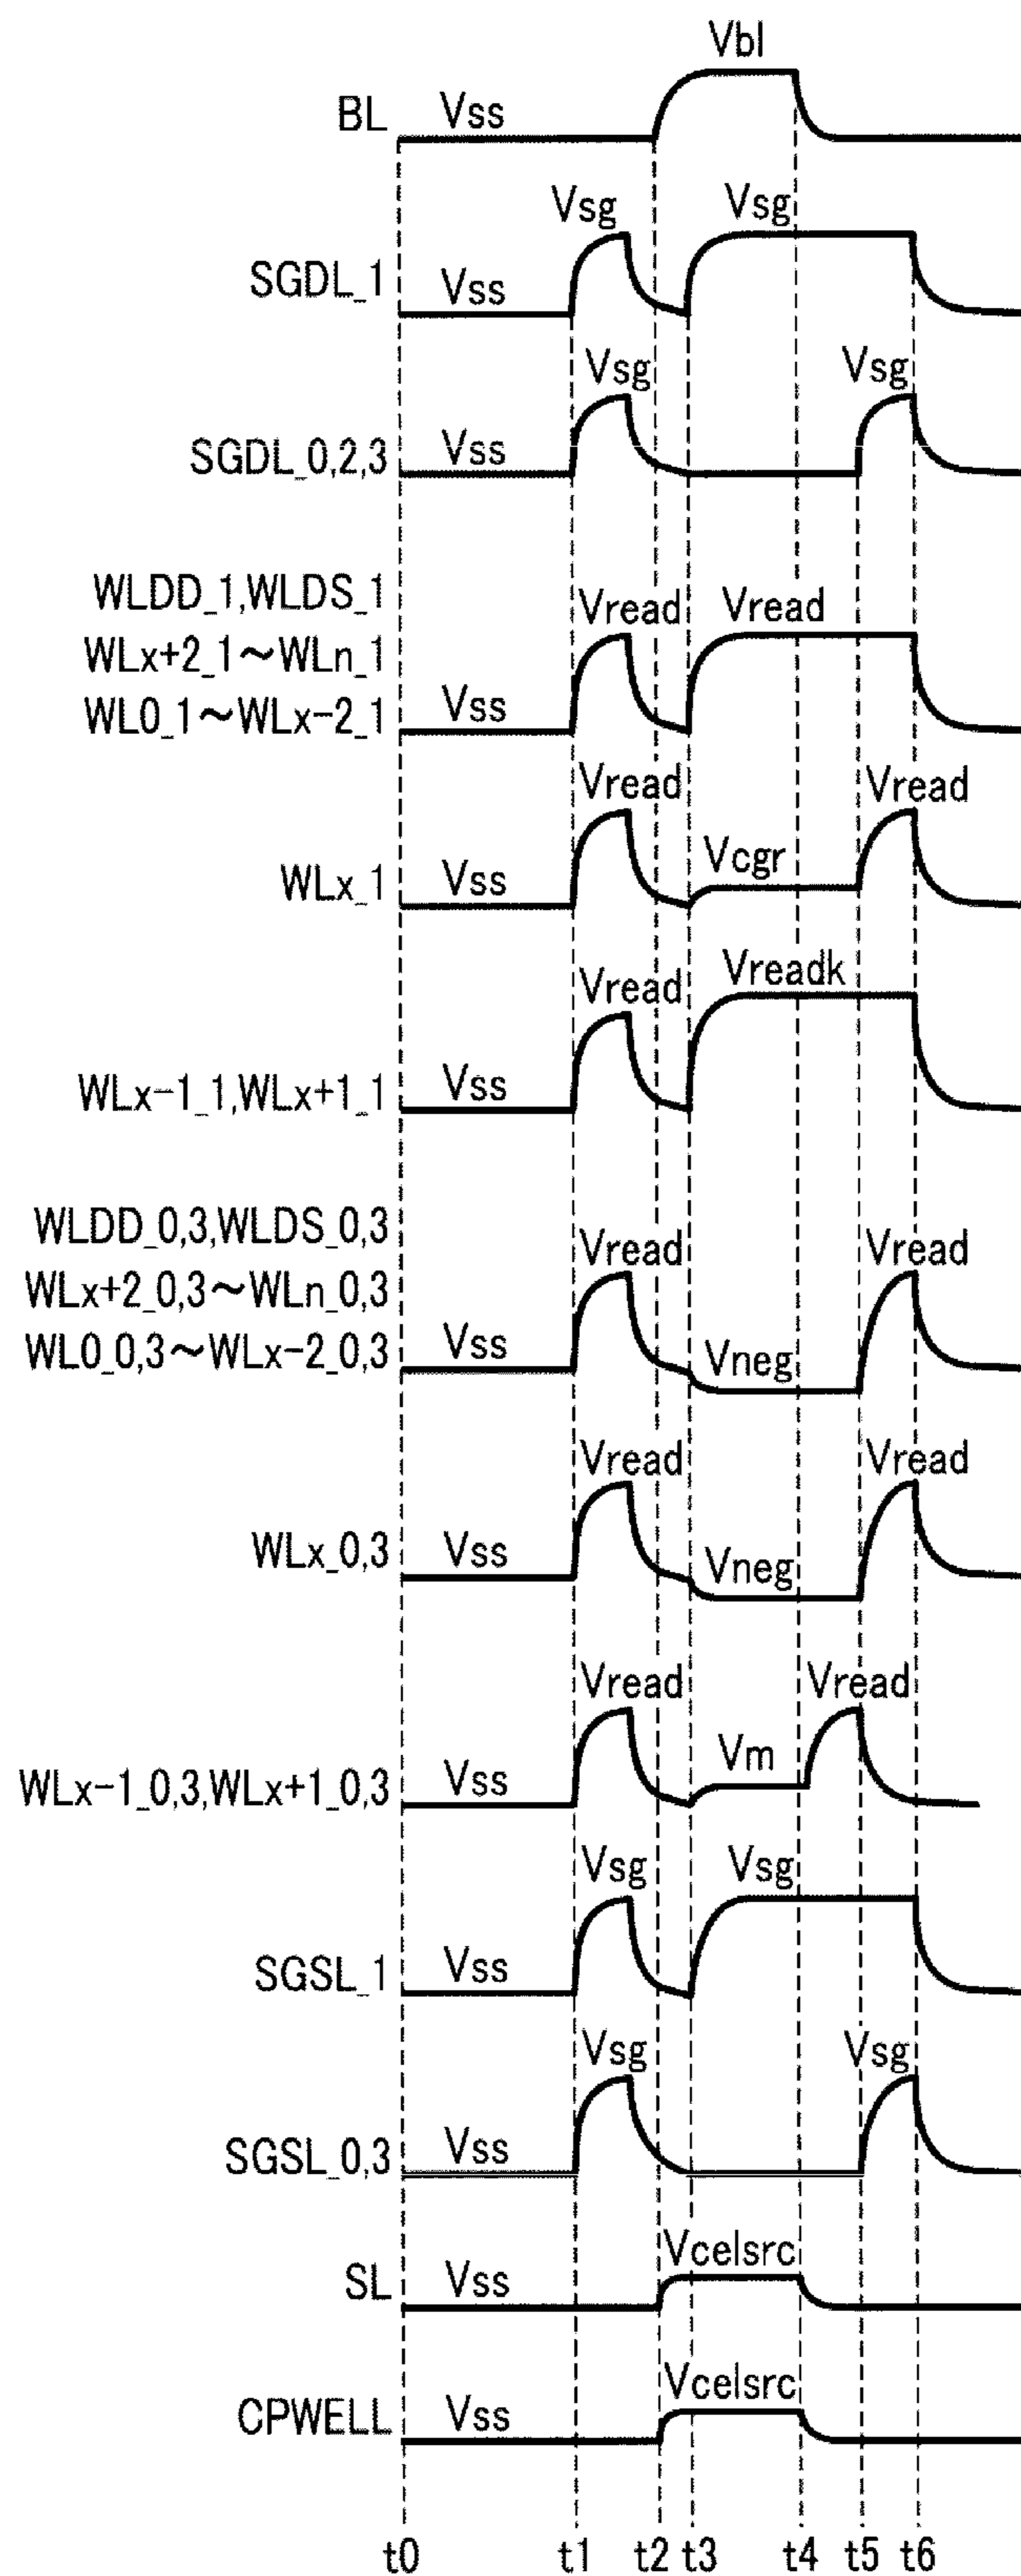 Vbl
BL Vss
Vsg Vsg
SGDL_1 Vss
Vsg Vsg
SGDL_0,2,3 Vss
WLDD_1,WLDS_1
Vread Vread
WLx+2_1～WLn_1
WL0_1～WLx-2_1 Vss
Vread Vread
Vcgr
WLx_1 Vss
Vread Vreadk
WLx-1_1,WLx+1_1 Vss
WLDD_0,3,WLDS_0,3
Vread Vread
WLx+2_0,3～WLn_0,3
WL0_0,3～WLx-2_0,3 Vss Vneg
Vread Vread
WLx_0,3 Vss Vneg
Vread Vread
Vm
WLx-1_0,3,WLx+1_0,3 Vss
Vsg Vsg
SGSL_1 Vss
Vsg Vsg
SGSL_0,3 Vss
Vcelsrc
SL Vss
Vcelsrc
CPWELL Vss
t0 t1 t2 t3 t4 t5 t6